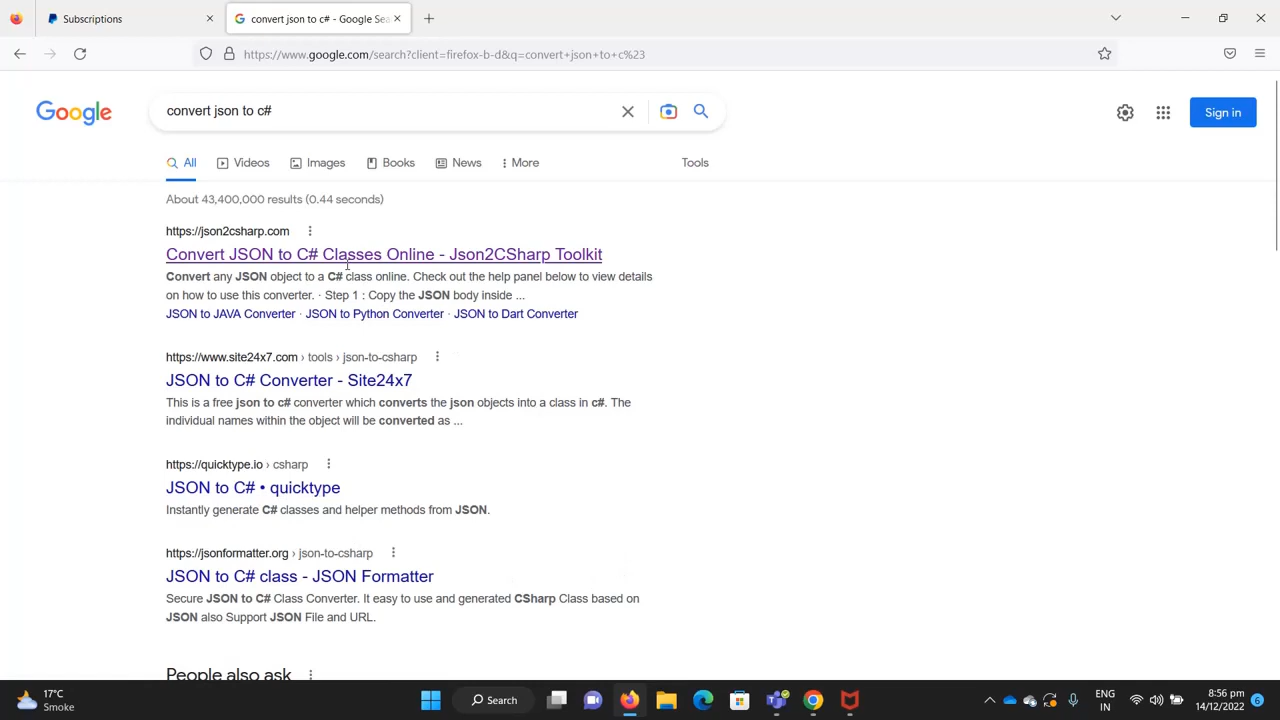 Subscriptions
convert json to c# - Google Sea
https://www.google.com/search?client=firefox-b-d&q=convert+json+to+c%23
Google
convert json to c#
Sign in
All
Videos
Images
Books
News
More
Tools
About 43,400,000 results (0.44 seconds)
https://json2csharp.com
Convert JSON to C# Classes Online - Json2CSharp Toolkit
Convert any JSON object to a C# class online. Check out the help panel below to view details
on how to use this converter. · Step 1 : Copy the JSON body inside ...
JSON to JAVA Converter · JSON to Python Converter · JSON to Dart Converter
https://www.site24x7.com › tools › json-to-csharp
JSON to C# Converter - Site24x7
This is a free json to c# converter which converts the json objects into a class in c#. The
individual names within the object will be converted as ...
https://quicktype.io › csharp
JSON to C# • quicktype
Instantly generate C# classes and helper methods from JSON.
https://jsonformatter.org › json-to-csharp
JSON to C# class - JSON Formatter
Secure JSON to C# Class Converter. It easy to use and generated CSharp Class based on
JSON also Support JSON File and URL.
People also ask
17°C
Smoke
Search
ENG
IN
8:56 pm
14/12/2022
6